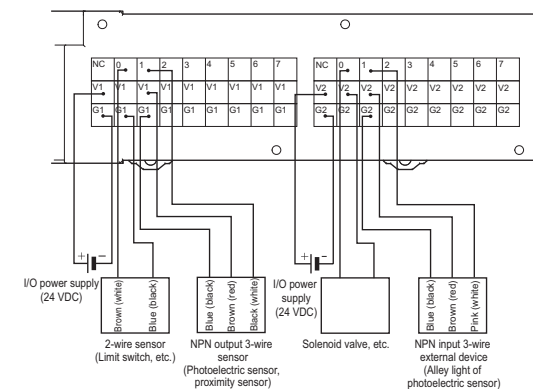 NC 0 1 2 3 4 5 6 7
V1 V1 V1 V1 V1 V1 V1 V1 V1
G1 G1 G1 G1 G1 G1 G1 G1 G1
NC 0 1 2 3 4 5 6 7
V2 V2 V2 V2 V2 V2 V2 V2 V2
G2 G2 G2 G2 G2 G2 G2 G2 G2
+ −
I/O power supply
(24 VDC)
Brown (white)
Blue (black)
2-wire sensor
(Limit switch, etc.)
Blue (black)
Brown (red)
Black (white)
NPN output 3-wire
sensor
(Photoelectric sensor,
proximity sensor)
+ −
I/O power
supply
(24 VDC)
Solenoid valve, etc.
Blue (black)
Brown (red)
Pink (white)
NPN input 3-wire
external device
(Alley light of
photoelectric sensor)